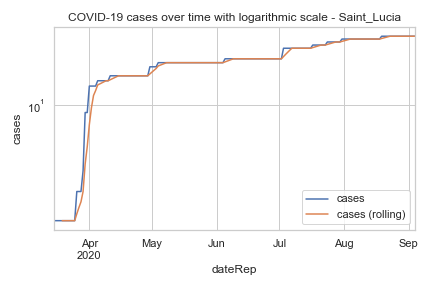 COVID-19 cases over time with logarithmic scale - Saint_Lucia
cases
10¹
cases
cases (rolling)
Apr
2020
May
Jun
Jul
Aug
Sep
dateRep